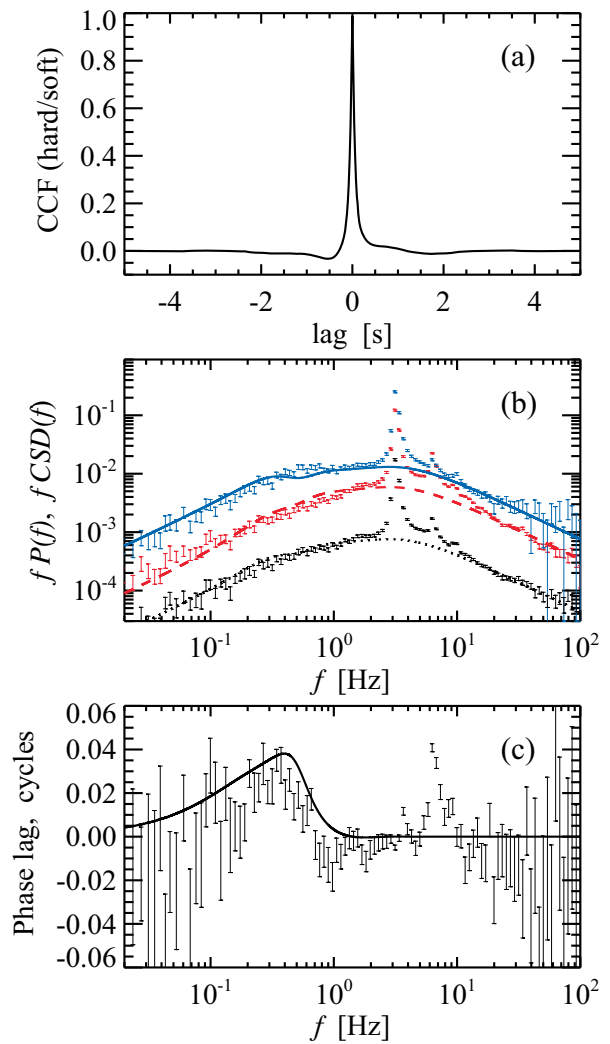 (a)
CCF (hard/soft)
1.0
0.8
0.6
0.4
0.2
0.0
-4 -2 0 2 4
lag [s]
(b)
f P(f), f CSD(f)
10^-1
10^-2
10^-3
10^-4
10^-1 10^0 10^1 10^2
f [Hz]
(c)
Phase lag, cycles
0.06
0.04
0.02
0.00
-0.02
-0.04
-0.06
10^-1 10^0 10^1 10^2
f [Hz]